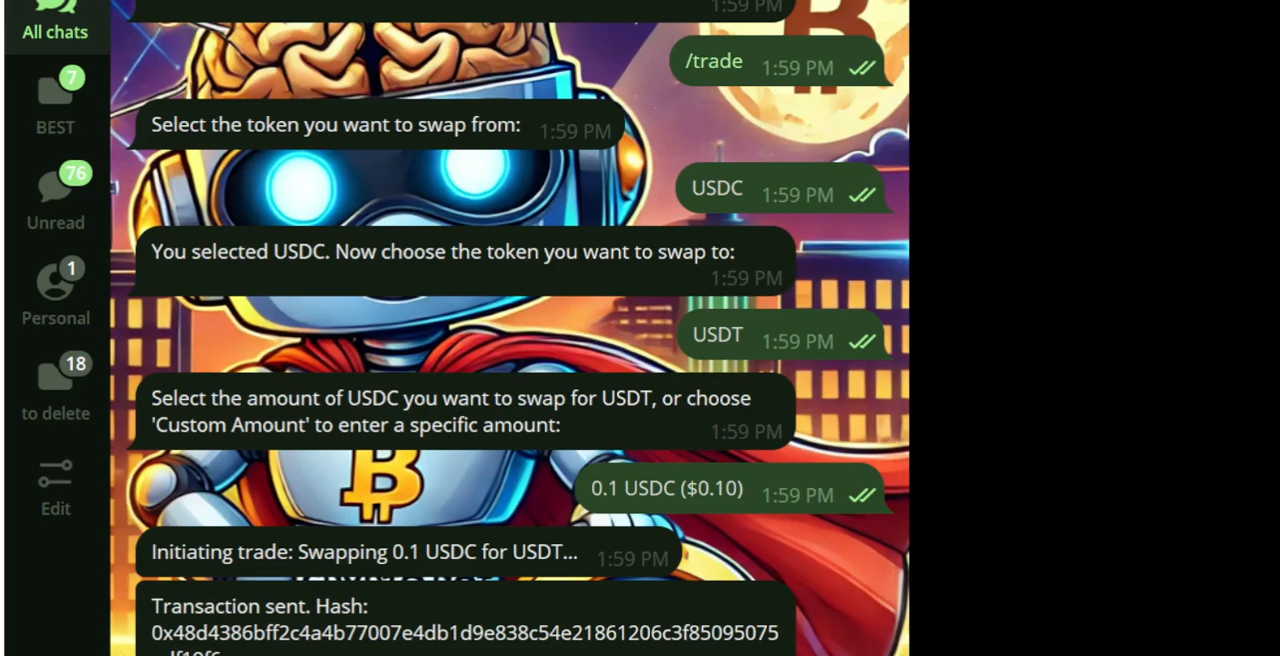 1:59 PM
All chats
/trade 1:59 PM
7
BEST
Select the token you want to swap from: 1:59 PM
76
Unread
USDC 1:59 PM
You selected USDC. Now choose the token you want to swap to:
1:59 PM
1
Personal
USDT 1:59 PM
18
to delete
Select the amount of USDC you want to swap for USDT, or choose
'Custom Amount' to enter a specific amount: 1:59 PM
0.1 USDC ($0.10) 1:59 PM
Edit
Initiating trade: Swapping 0.1 USDC for USDT... 1:59 PM
Transaction sent. Hash:
0x48d4386bff2c4a4b77007e4db1d9e838c54e21861206c3f85095075